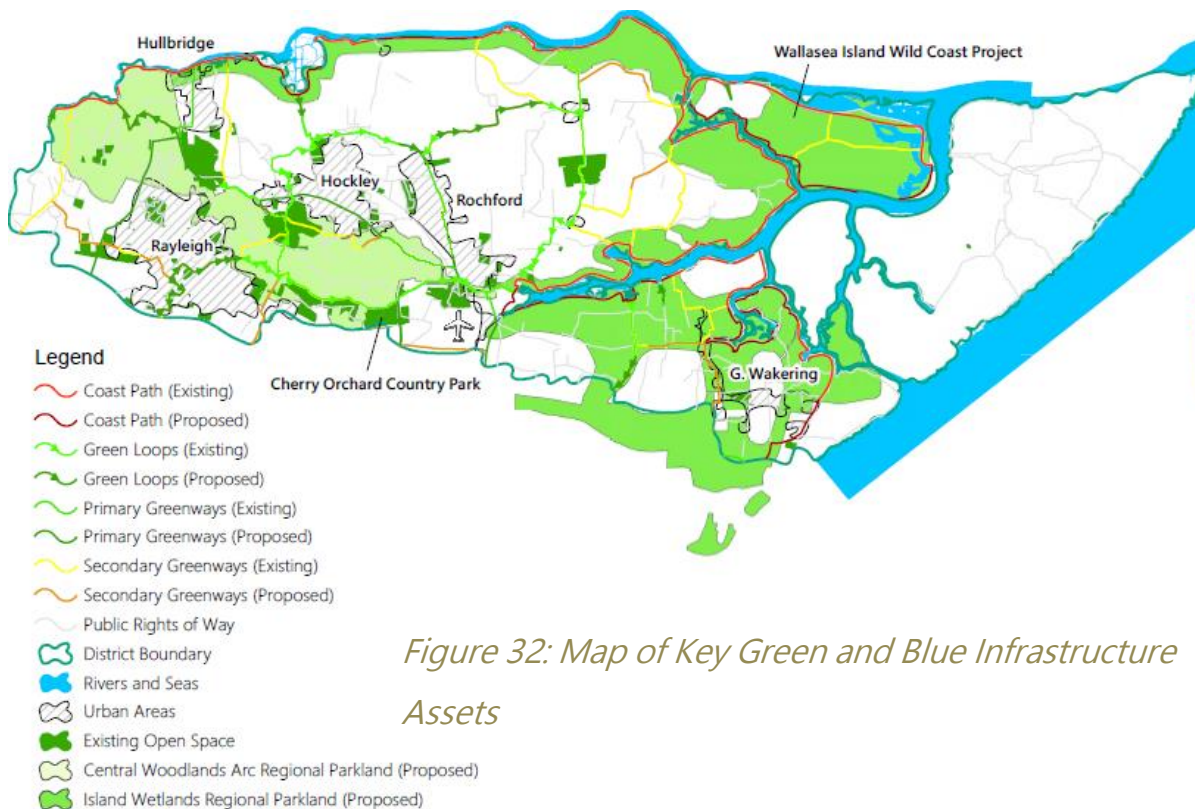 Hullbridge
Wallasea Island Wild Coast Project
Hockley
Rochford
Rayleigh
Legend
Cherry Orchard Country Park
G. Wakering
Coast Path (Existing)
Coast Path (Proposed)
Green Loops (Existing)
Green Loops (Proposed)
Primary Greenways (Existing)
Primary Greenways (Proposed)
Secondary Greenways (Existing)
Secondary Greenways (Proposed)
Public Rights of Way
District Boundary
Rivers and Seas
Urban Areas
Existing Open Space
Central Woodlands Arc Regional Parkland (Proposed)
Island Wetlands Regional Parkland (Proposed)
Figure 32: Map of Key Green and Blue Infrastructure
Assets